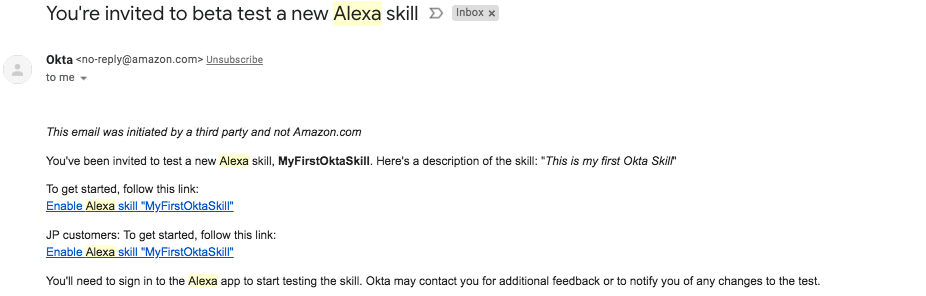 You're invited to beta test a new Alexa skill Inbox x
Okta <no-reply@amazon.com> Unsubscribe
to me
This email was initiated by a third party and not Amazon.com
You've been invited to test a new Alexa skill, MyFirstOktaSkill. Here's a description of the skill: "This is my first Okta Skill"
To get started, follow this link:
Enable Alexa skill "MyFirstOktaSkill"
JP customers: To get started, follow this link:
Enable Alexa skill "MyFirstOktaSkill"
You'll need to sign in to the Alexa app to start testing the skill. Okta may contact you for additional feedback or to notify you of any changes to the test.